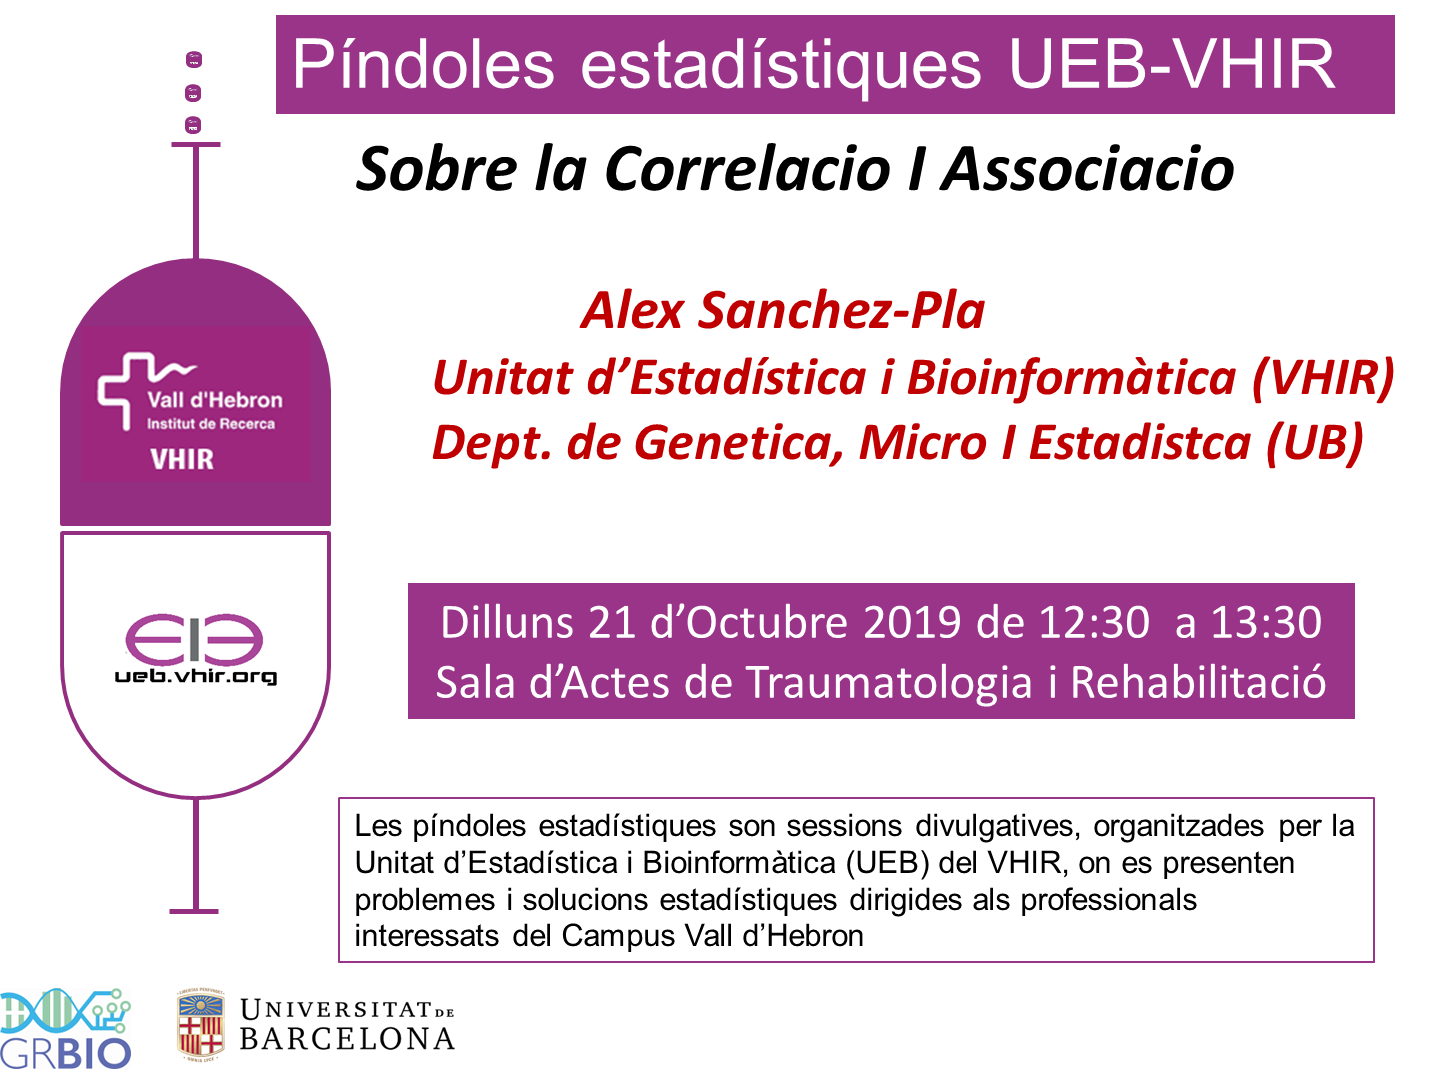 Píndoles estadístiques UEB-VHIR
Sobre la Correlacio I Associacio
Alex Sanchez-Pla
Unitat d’Estadística i Bioinformàtica (VHIR)
Dept. de Genetica, Micro I Estadistca (UB)
Vall d'Hebron
Institut de Recerca
VHIR
ueb.vhir.org
Dilluns 21 d’Octubre 2019 de 12:30 a 13:30
Sala d’Actes de Traumatologia i Rehabilitació
Les píndoles estadístiques son sessions divulgatives, organitzades per la
Unitat d’Estadística i Bioinformàtica (UEB) del VHIR, on es presenten
problemes i solucions estadístiques dirigides als professionals
interessats del Campus Vall d’Hebron
GRBIO
UNIVERSITAT DE
BARCELONA